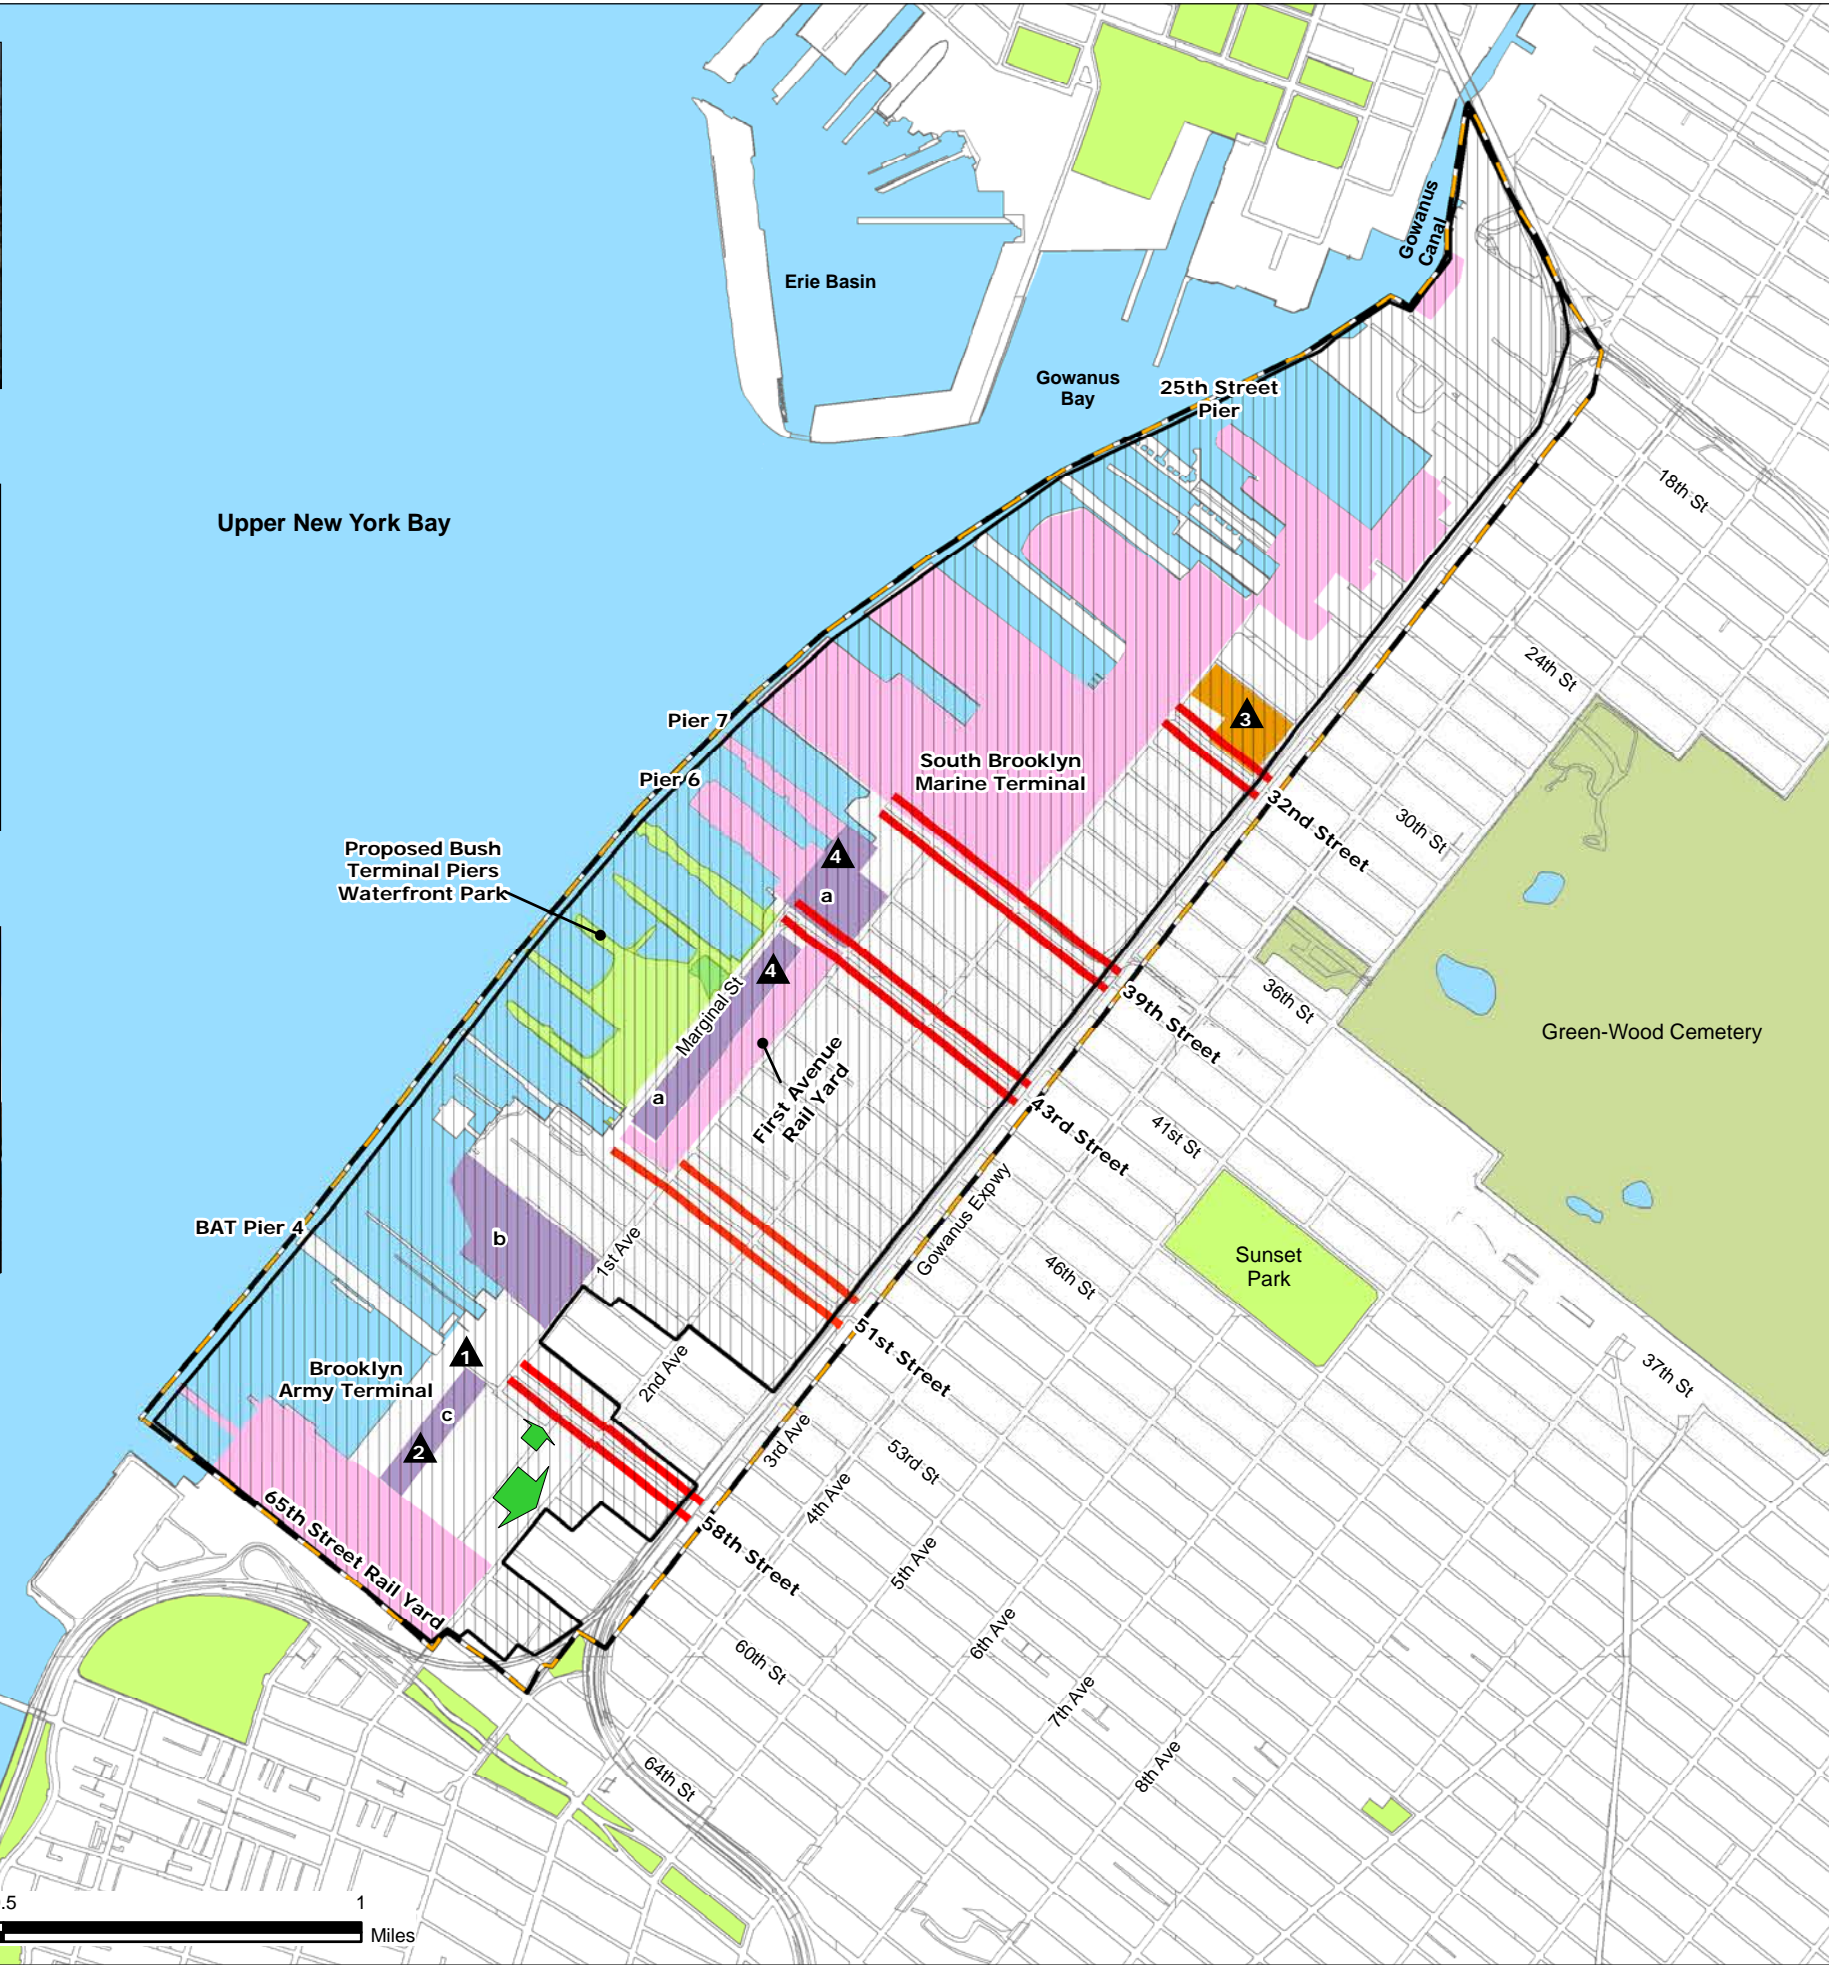 Gowanus
Canal
Erie Basin
Gowanus
Bay
25th Street
Pier
18th St
Upper New York Bay
24th St
Pier 7
3
South Brooklyn
Marine Terminal
Pier 6
32nd Street
30th St
Proposed Bush
Terminal Piers
Waterfront Park
4
a
4
Marginal St
39th Street
36th St
Green-Wood Cemetery
a
First Avenue
Rail Yard
43rd Street
41st St
BAT Pier 4
b
1st Ave
Gowanus Expwy
46th St
Sunset
Park
1
51st Street
37th St
Brooklyn
Army Terminal
2nd Ave
c
2
3rd Ave
53rd St
4th Ave
65th Street Rail Yard
58th Street
5th Ave
60th St
6th Ave
7th Ave
64th St
8th Ave
.5
1
Miles